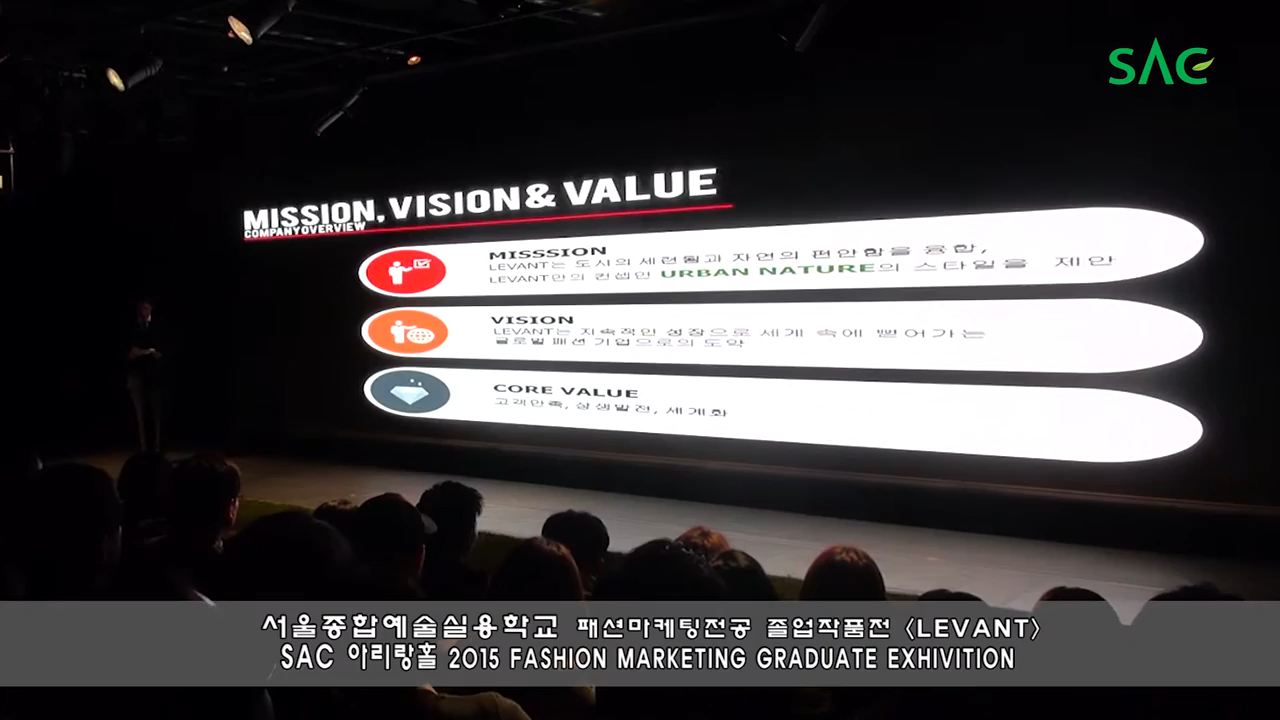 SAC
MISSION, VISION & VALUE
COMPANY OVERVIEW
MISSSION
LEVANT는 도시의 세련됨과 자연의 편안함을 융합,
LEVANT만의 컨셉인 URBAN NATURE의 스타일을 제안
VISION
LEVANT는 지속적인 성장으로 세계 속에 뻗어가는
글로벌 패션 기업으로의 도약
CORE VALUE
고객만족, 상생발전, 세계화
서울종합예술실용학교 패션마케팅전공 졸업작품전 <LEVANT>
SAC 아리랑홀 2015 FASHION MARKETING GRADUATE EXHIVITION